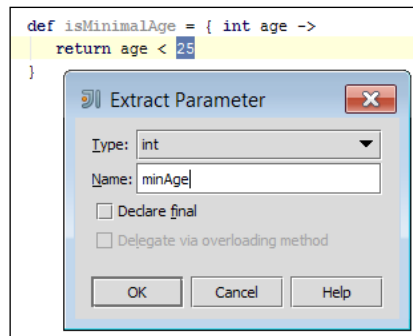 def isMinimalAge = { int age ->
return age < 25
}
Extract Parameter
Type: int
Name: minAge
Declare final
Delegate via overloading method
OK Cancel Help